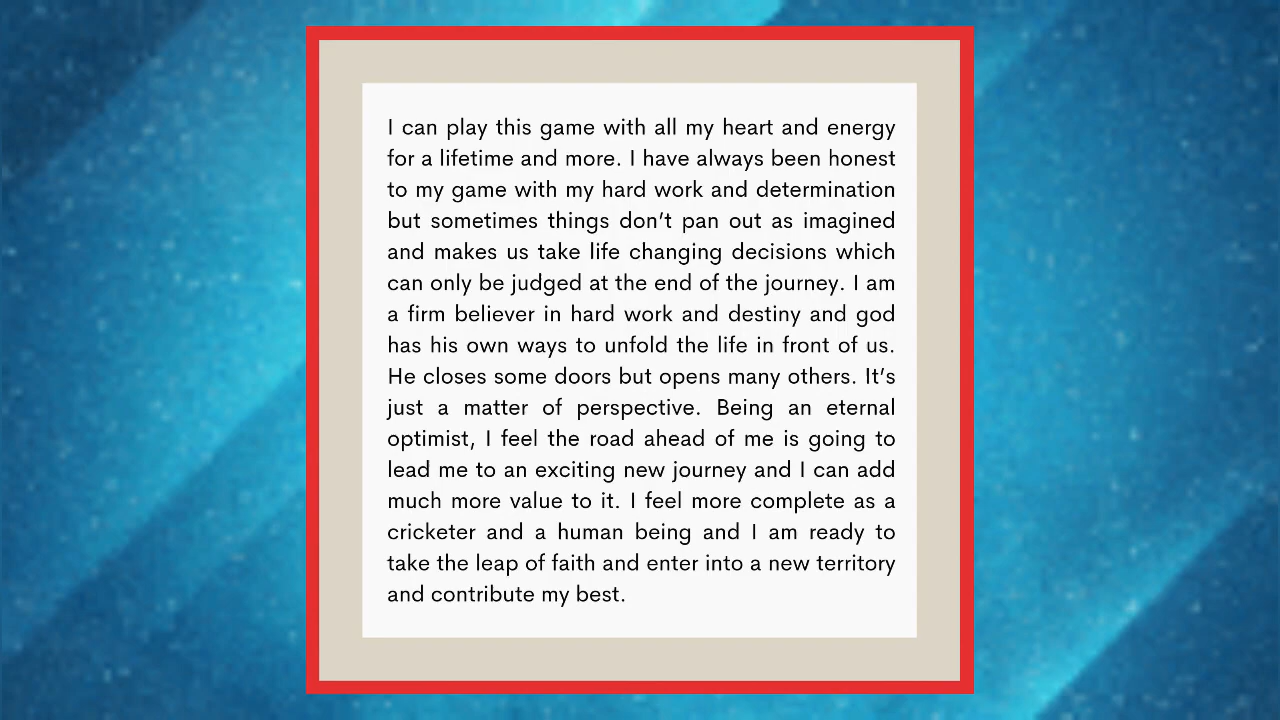 I can play this game with all my heart and energy
for a lifetime and more. I have always been honest
to my game with my hard work and determination
but sometimes things don’t pan out as imagined
and makes us take life changing decisions which
can only be judged at the end of the journey. I am
a firm believer in hard work and destiny and god
has his own ways to unfold the life in front of us.
He closes some doors but opens many others. It’s
just a matter of perspective. Being an eternal
optimist, I feel the road ahead of me is going to
lead me to an exciting new journey and I can add
much more value to it. I feel more complete as a
cricketer and a human being and I am ready to
take the leap of faith and enter into a new territory
and contribute my best.